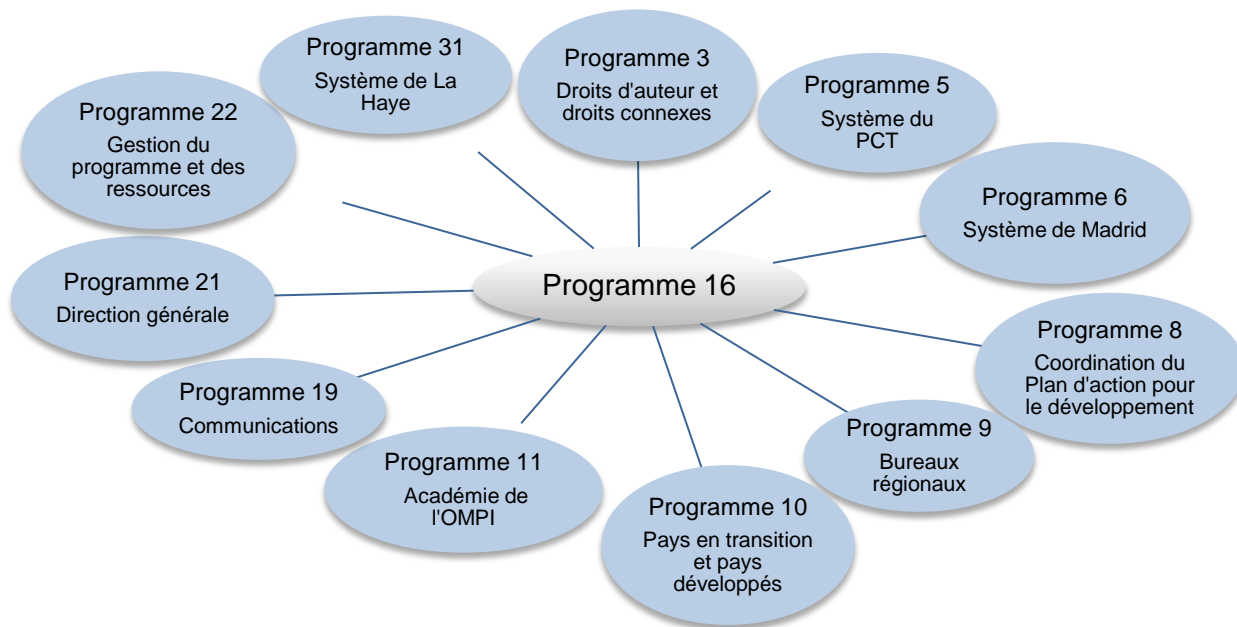 Programme 31
Système de La
Haye
Programme 3
Droits d'auteur et
droits connexes
Programme 5
Système du
PCT
Programme 22
Gestion du
programme et des
ressources
Programme 6
Système de Madrid
Programme 21
Direction générale
Programme 16
Programme 8
Coordination du
Plan d'action pour
le développement
Programme 19
Communications
Programme 9
Bureaux
régionaux
Programme 11
Académie de
l'OMPI
Programme 10
Pays en transition
et pays
développés